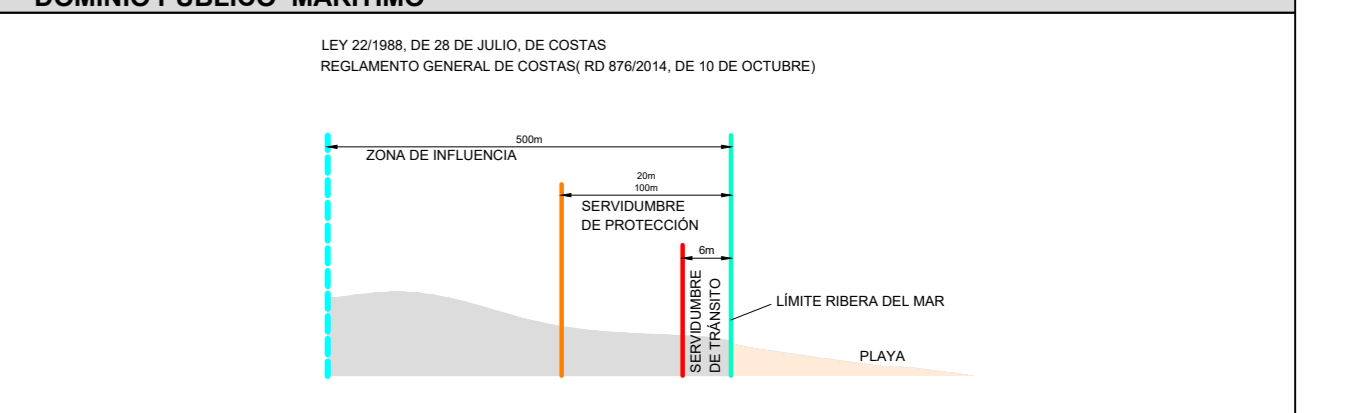 DOMINIO PÚBLICO MARÍTIMO
LEY 22/1988, DE 28 DE JULIO, DE COSTAS
REGLAMENTO GENERAL DE COSTAS( RD 876/2014, DE 10 DE OCTUBRE)
500m
ZONA DE INFLUENCIA
20m
100m
SERVIDUMBRE
DE PROTECCIÓN
6m
SERVIDUMBRE
DE TRÁNSITO
LÍMITE RIBERA DEL MAR
PLAYA